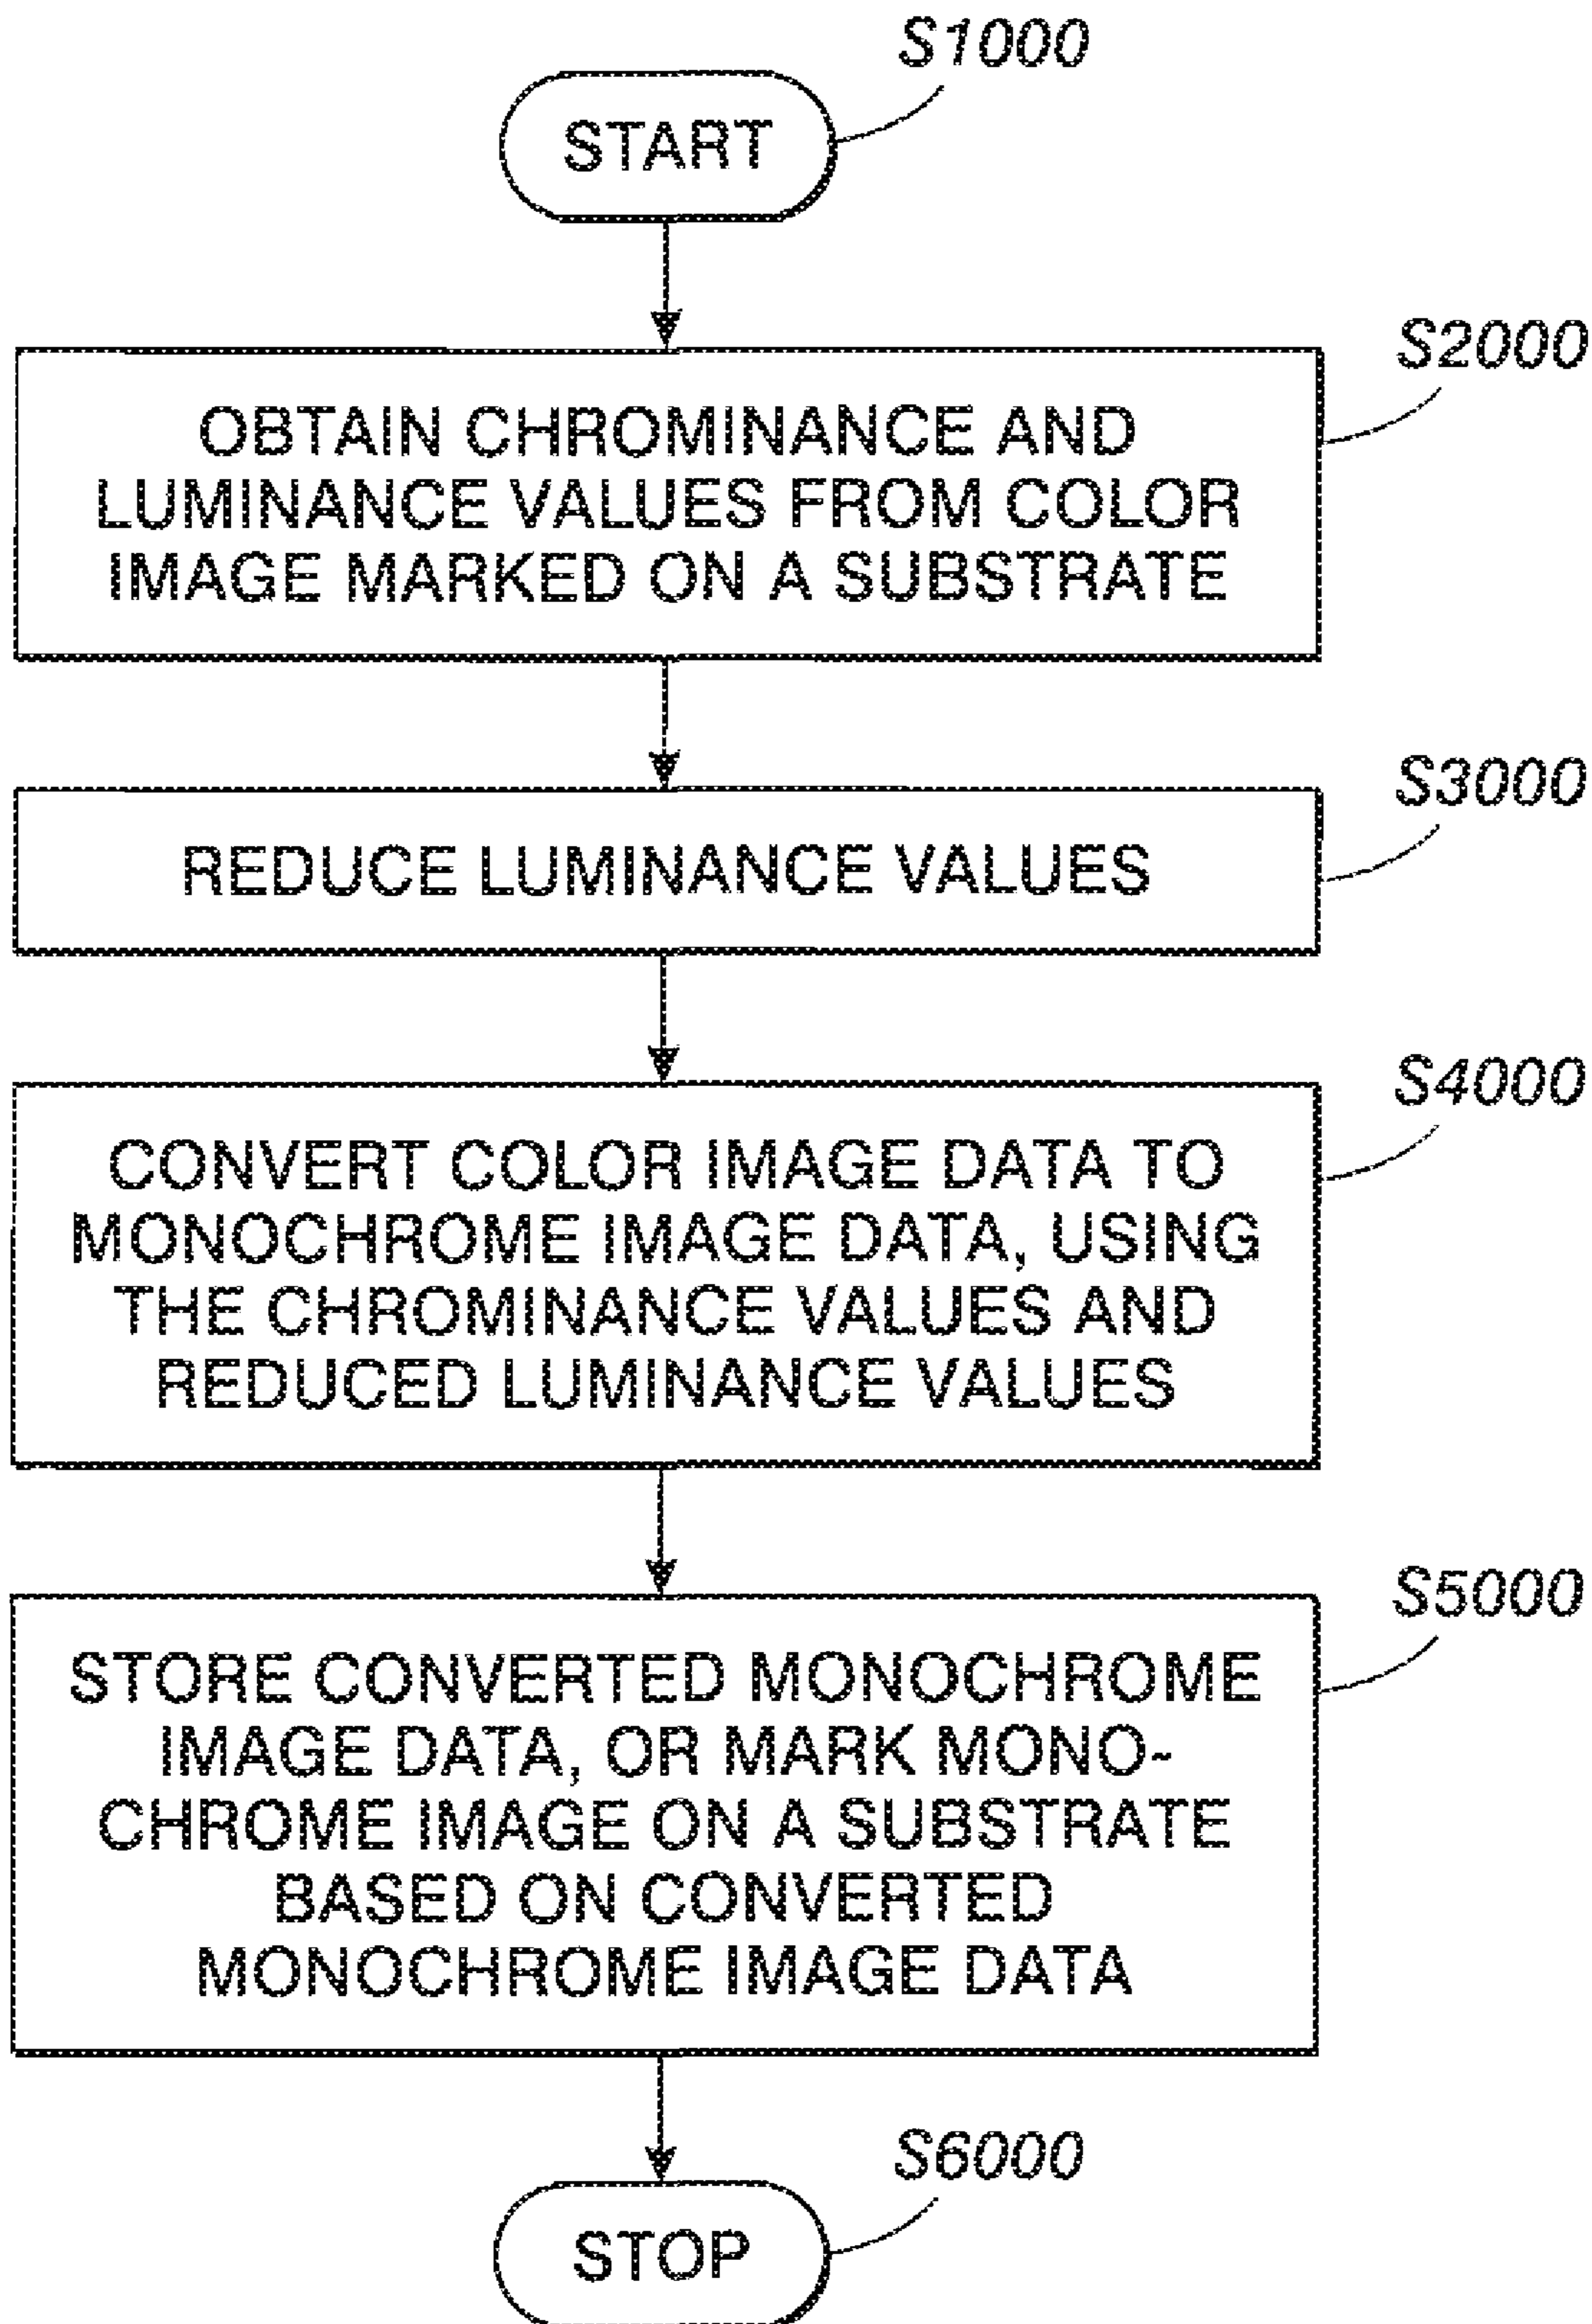 S1000
START
S2000
OBTAIN CHROMINANCE AND
LUMINANCE VALUES FROM COLOR
IMAGE MARKED ON A SUBSTRATE
S3000
REDUCE LUMINANCE VALUES
S4000
CONVERT COLOR IMAGE DATA TO
MONOCHROME IMAGE DATA, USING
THE CHROMINANCE VALUES AND
REDUCED LUMINANCE VALUES
S5000
STORE CONVERTED MONOCHROME
IMAGE DATA, OR MARK MONO-
CHROME IMAGE ON A SUBSTRATE
BASED ON CONVERTED
MONOCHROME IMAGE DATA
S6000
STOP